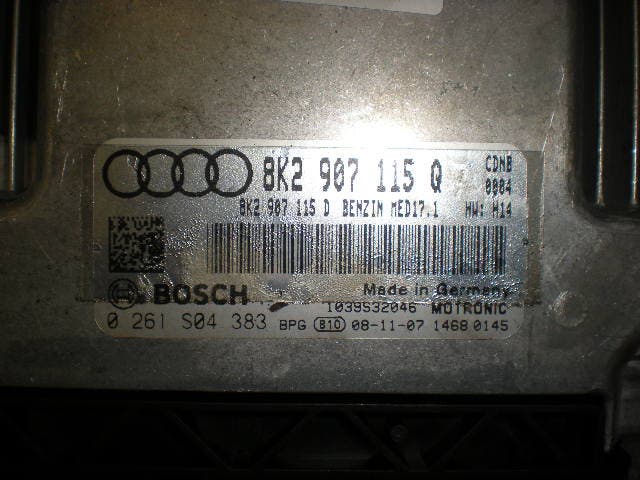 8K2 907 115 Q CDNB
0004
8K2 907 115 D BENZIN MED17.1 HW: H14
BOSCH Made in Germany
1039S32046 MOTRONIC
0 261 S04 383 BPG B10 08-11-07 1468 0145